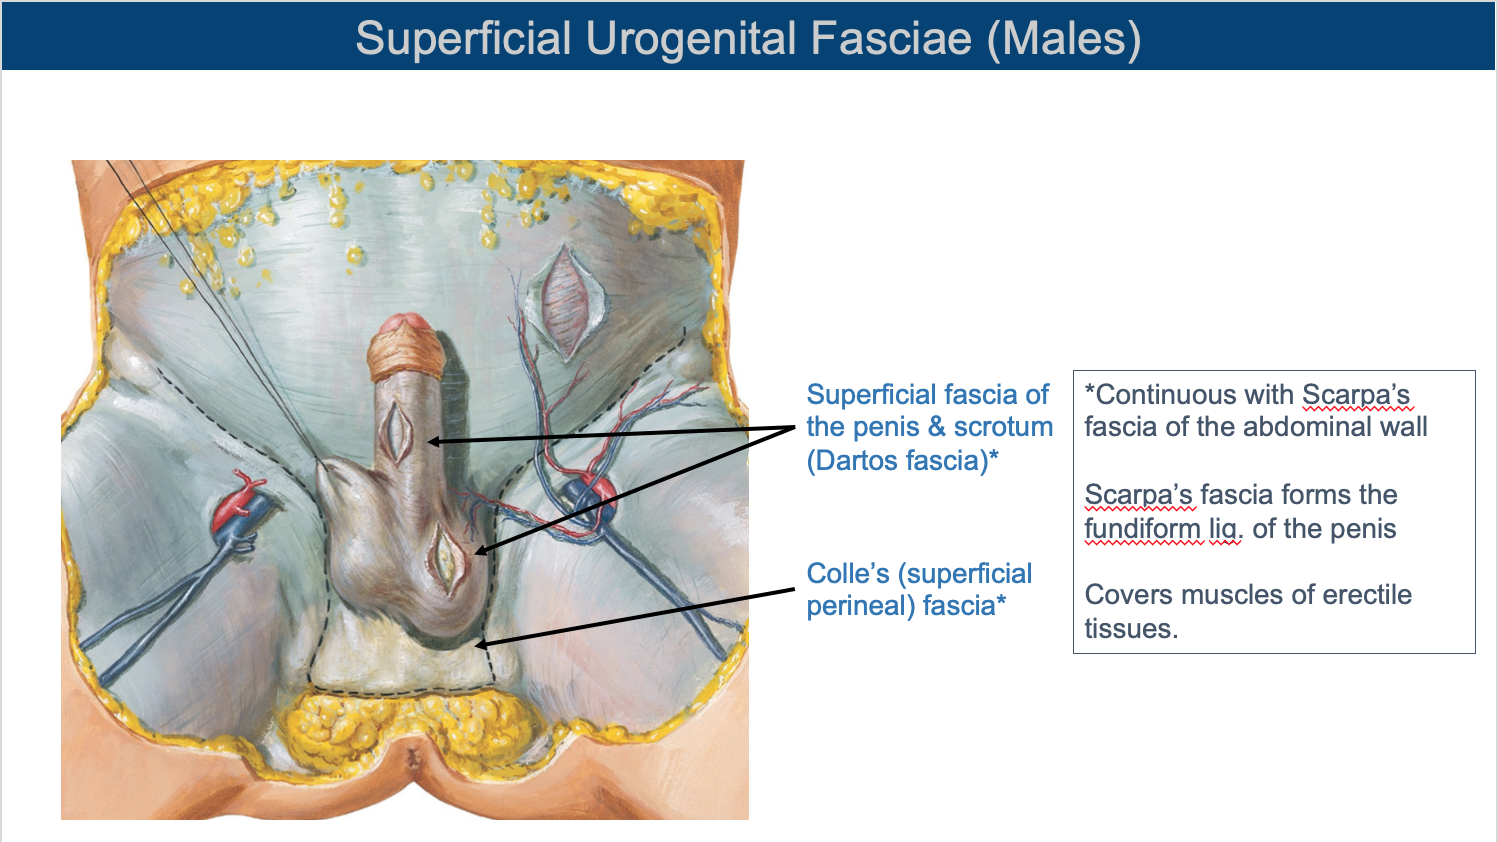 Superficial Urogenital Fasciae (Males)
Superficial fascia of
the penis & scrotum
(Dartos fascia)*
Colle's (superficial
perineal) fascia*
*Continuous with Scarpa's
fascia of the abdominal wall
Scarpa's fascia forms the
fundiform lig. of the penis
Covers muscles of erectile
tissues.